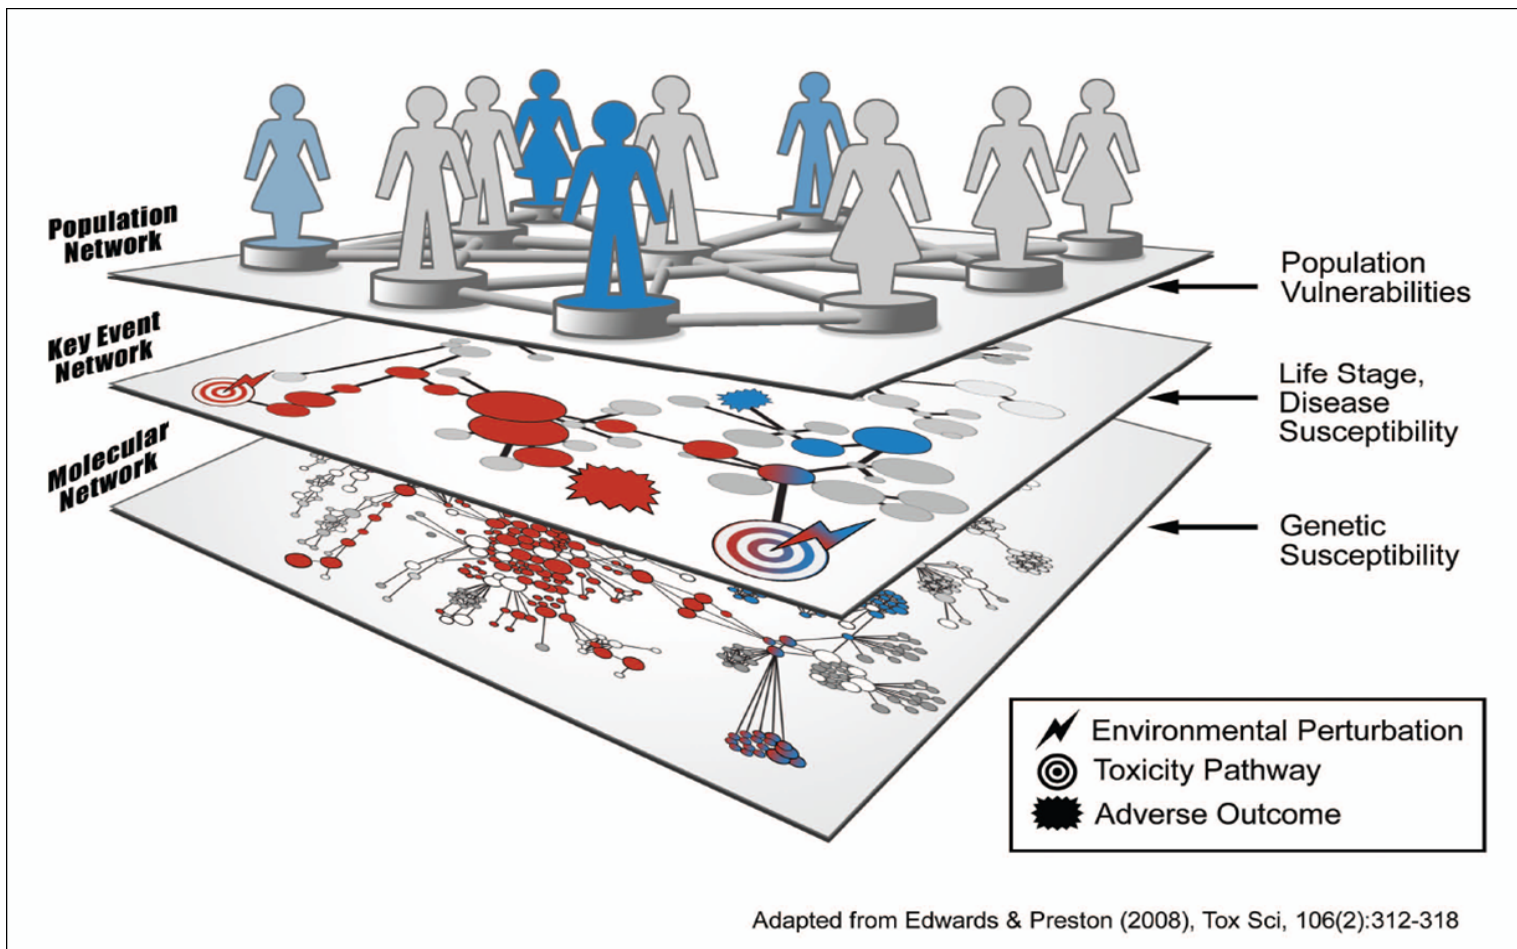 Population
Network
Population
Vulnerabilities
Key Event
Network
Life Stage,
Disease
Susceptibility
Molecular
Network
Genetic
Susceptibility
Environmental Perturbation
Toxicity Pathway
Adverse Outcome
Adapted from Edwards & Preston (2008), Tox Sci, 106(2):312-318